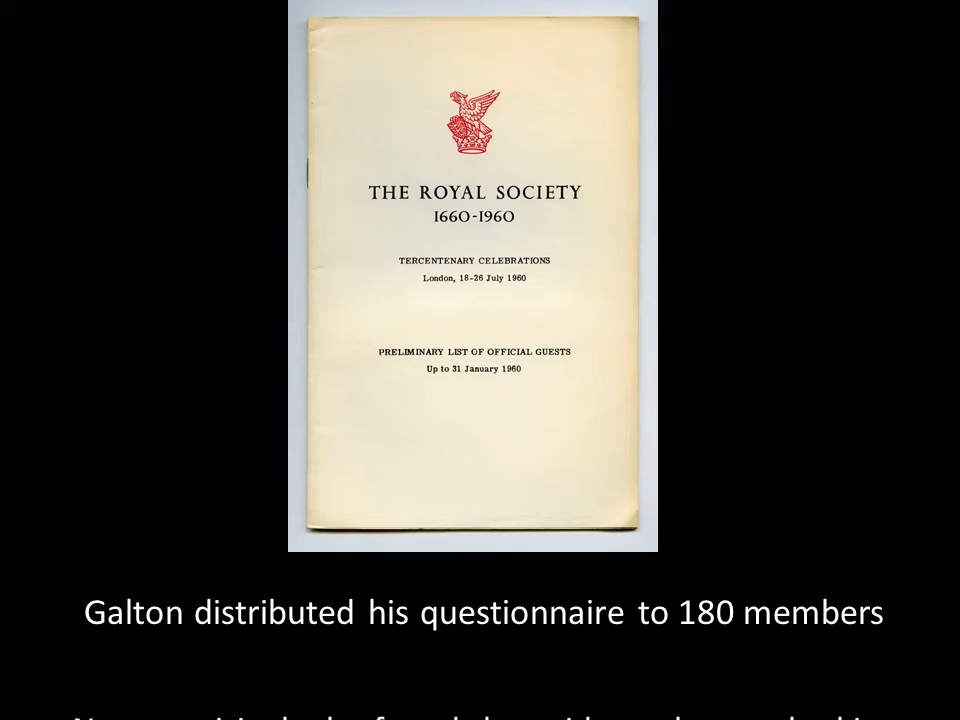 THE ROYAL SOCIETY
1660-1960
TERCENTENARY CELEBRATIONS
London, 18-26 July 1960
PRELIMINARY LIST OF OFFICIAL GUESTS
Up to 31 January 1960
Galton distributed his questionnaire to 180 members